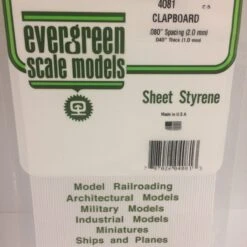 4081
CLAPBOARD
.080" Spacing (2.0 mm)
.040" Thick (1.0 mm)
evergreen
scale models
Sheet Styrene
Made in U.S.A.
Model Railroading
Architectural Models
Military Models
Industrial Models
Miniatures
Ships and Planes